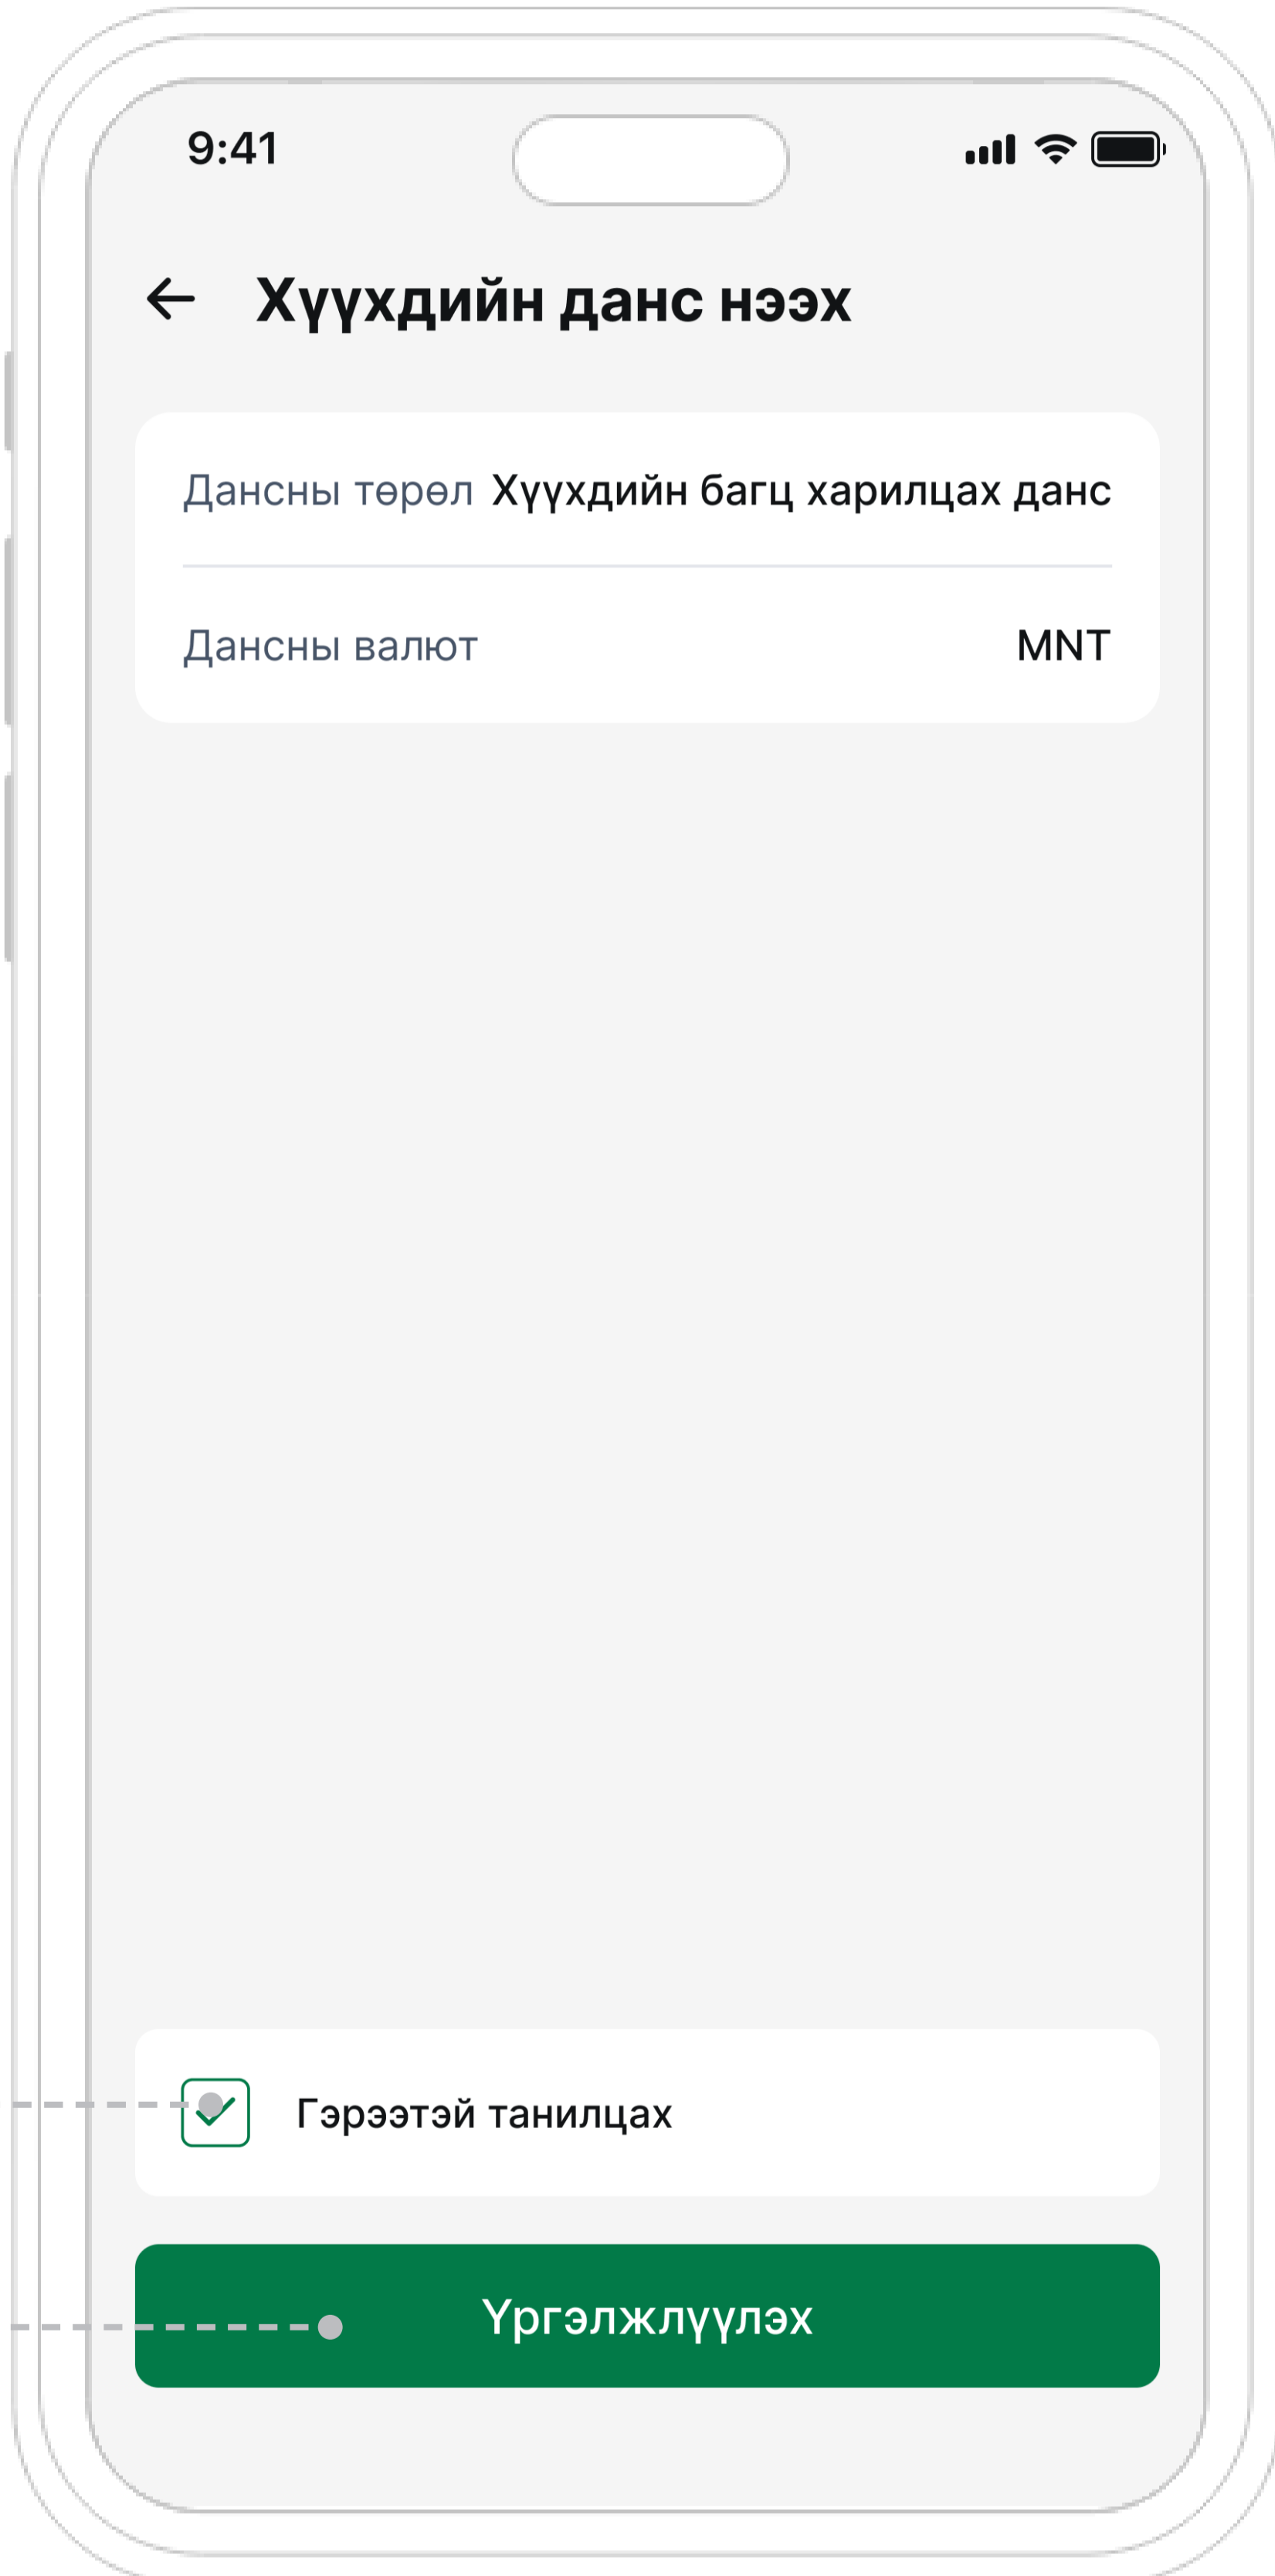 9:41
Хүүхдийн данс нээх
Дансны төрөл Хүүхдийн багц харилцах данс
Дансны валют MNT
Гэрээтэй танилцах
Үргэлжлүүлэх